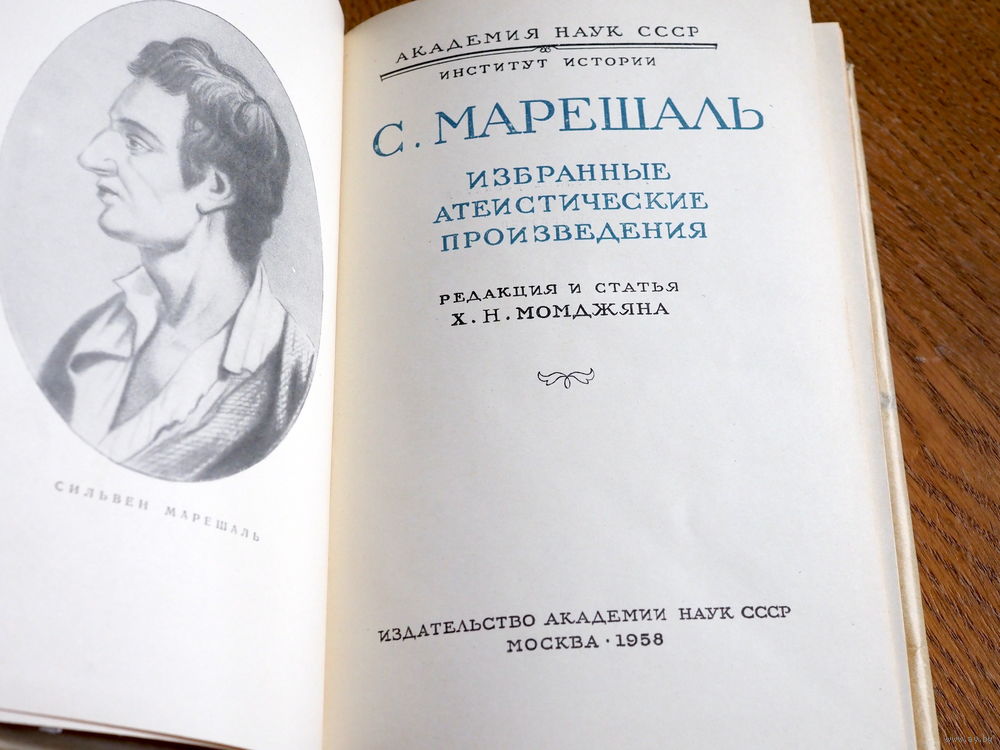 СИЛЬВЕН МАРЕШАЛЬ
АКАДЕМИЯ НАУК СССР
ИНСТИТУТ ИСТОРИИ
С. МАРЕШАЛЬ
ИЗБРАННЫЕ
АТЕИСТИЧЕСКИЕ
ПРОИЗВЕДЕНИЯ
РЕДАКЦИЯ И СТАТЬЯ
Х. Н. МОМДЖЯНА
ИЗДАТЕЛЬСТВО АКАДЕМИИ НАУК СССР
МОСКВА · 1958